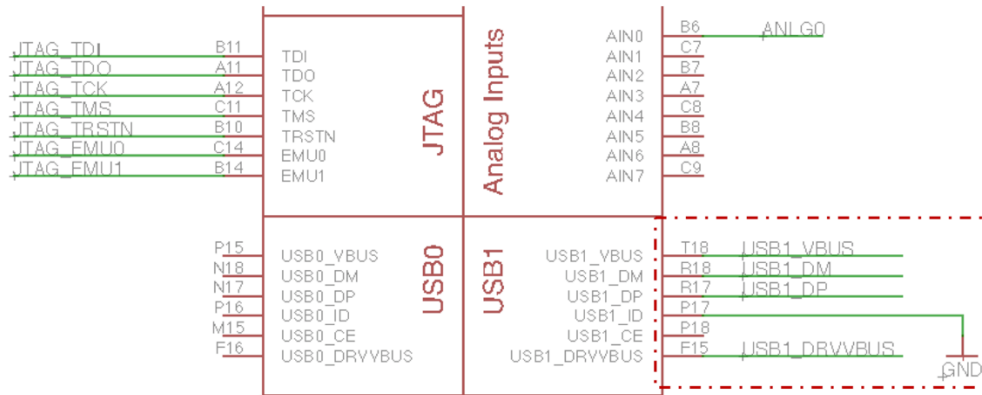 B6 ANLG0
AIN0
JTAG_TDI B11 TDI C7 AIN1
JTAG_TDO A11 TDO B7 AIN2
JTAG_TCK A12 TCK A7 AIN3
JTAG_TMS C11 TMS C8 AIN4
JTAG_TRSTN B10 TRSTN B8 AIN5
JTAG_EMU0 C14 EMU0 A8 AIN6
JTAG_EMU1 B14 EMU1 C9 AIN7
JTAG
Analog Inputs
P15 USB0_VBUS USB1_VBUS T18 USB1_VBUS
N18 USB0_DM USB1_DM R18 USB1_DM
N17 USB0_DP USB1_DP R17 USB1_DP
P16 USB0_ID USB1_ID P17
M15 USB0_CE USB1_CE P18
F16 USB0_DRVVBUS USB1_DRVVBUS F15 USB1_DRVVBUS
USB0
USB1
GND